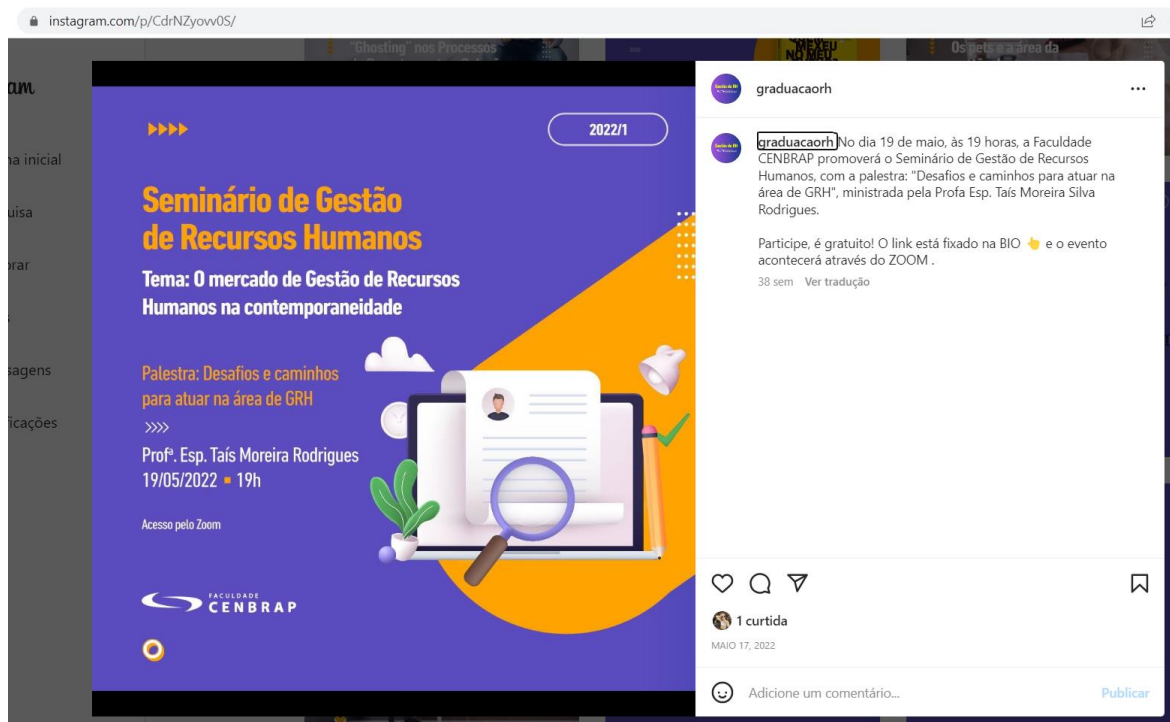 instagram.com/p/CdrNZyovv0S/
"Ghosting" nos Processos
MEXEU
NO MEU
Os pets e a área da
am
na inicial
uisa
orar
sagens
ificações
2022/1
Seminário de Gestão
de Recursos Humanos
Tema: O mercado de Gestão de Recursos
Humanos na contemporaneidade
Palestra: Desafios e caminhos
para atuar na área de GRH
Profª. Esp. Taís Moreira Rodrigues
19/05/2022 ▪ 19h
Acesso pelo Zoom
FACULDADE
CENBRAP
graduacaorh
graduacaorh No dia 19 de maio, às 19 horas, a Faculdade
CENBRAP promoverá o Seminário de Gestão de Recursos
Humanos, com a palestra: "Desafios e caminhos para atuar na
área de GRH", ministrada pela Profa Esp. Taís Moreira Silva
Rodrigues.
Participe, é gratuito! O link está fixado na BIO 👆 e o evento
acontecerá através do ZOOM .
38 sem Ver tradução
1 curtida
MAIO 17, 2022
Adicione um comentário... Publicar